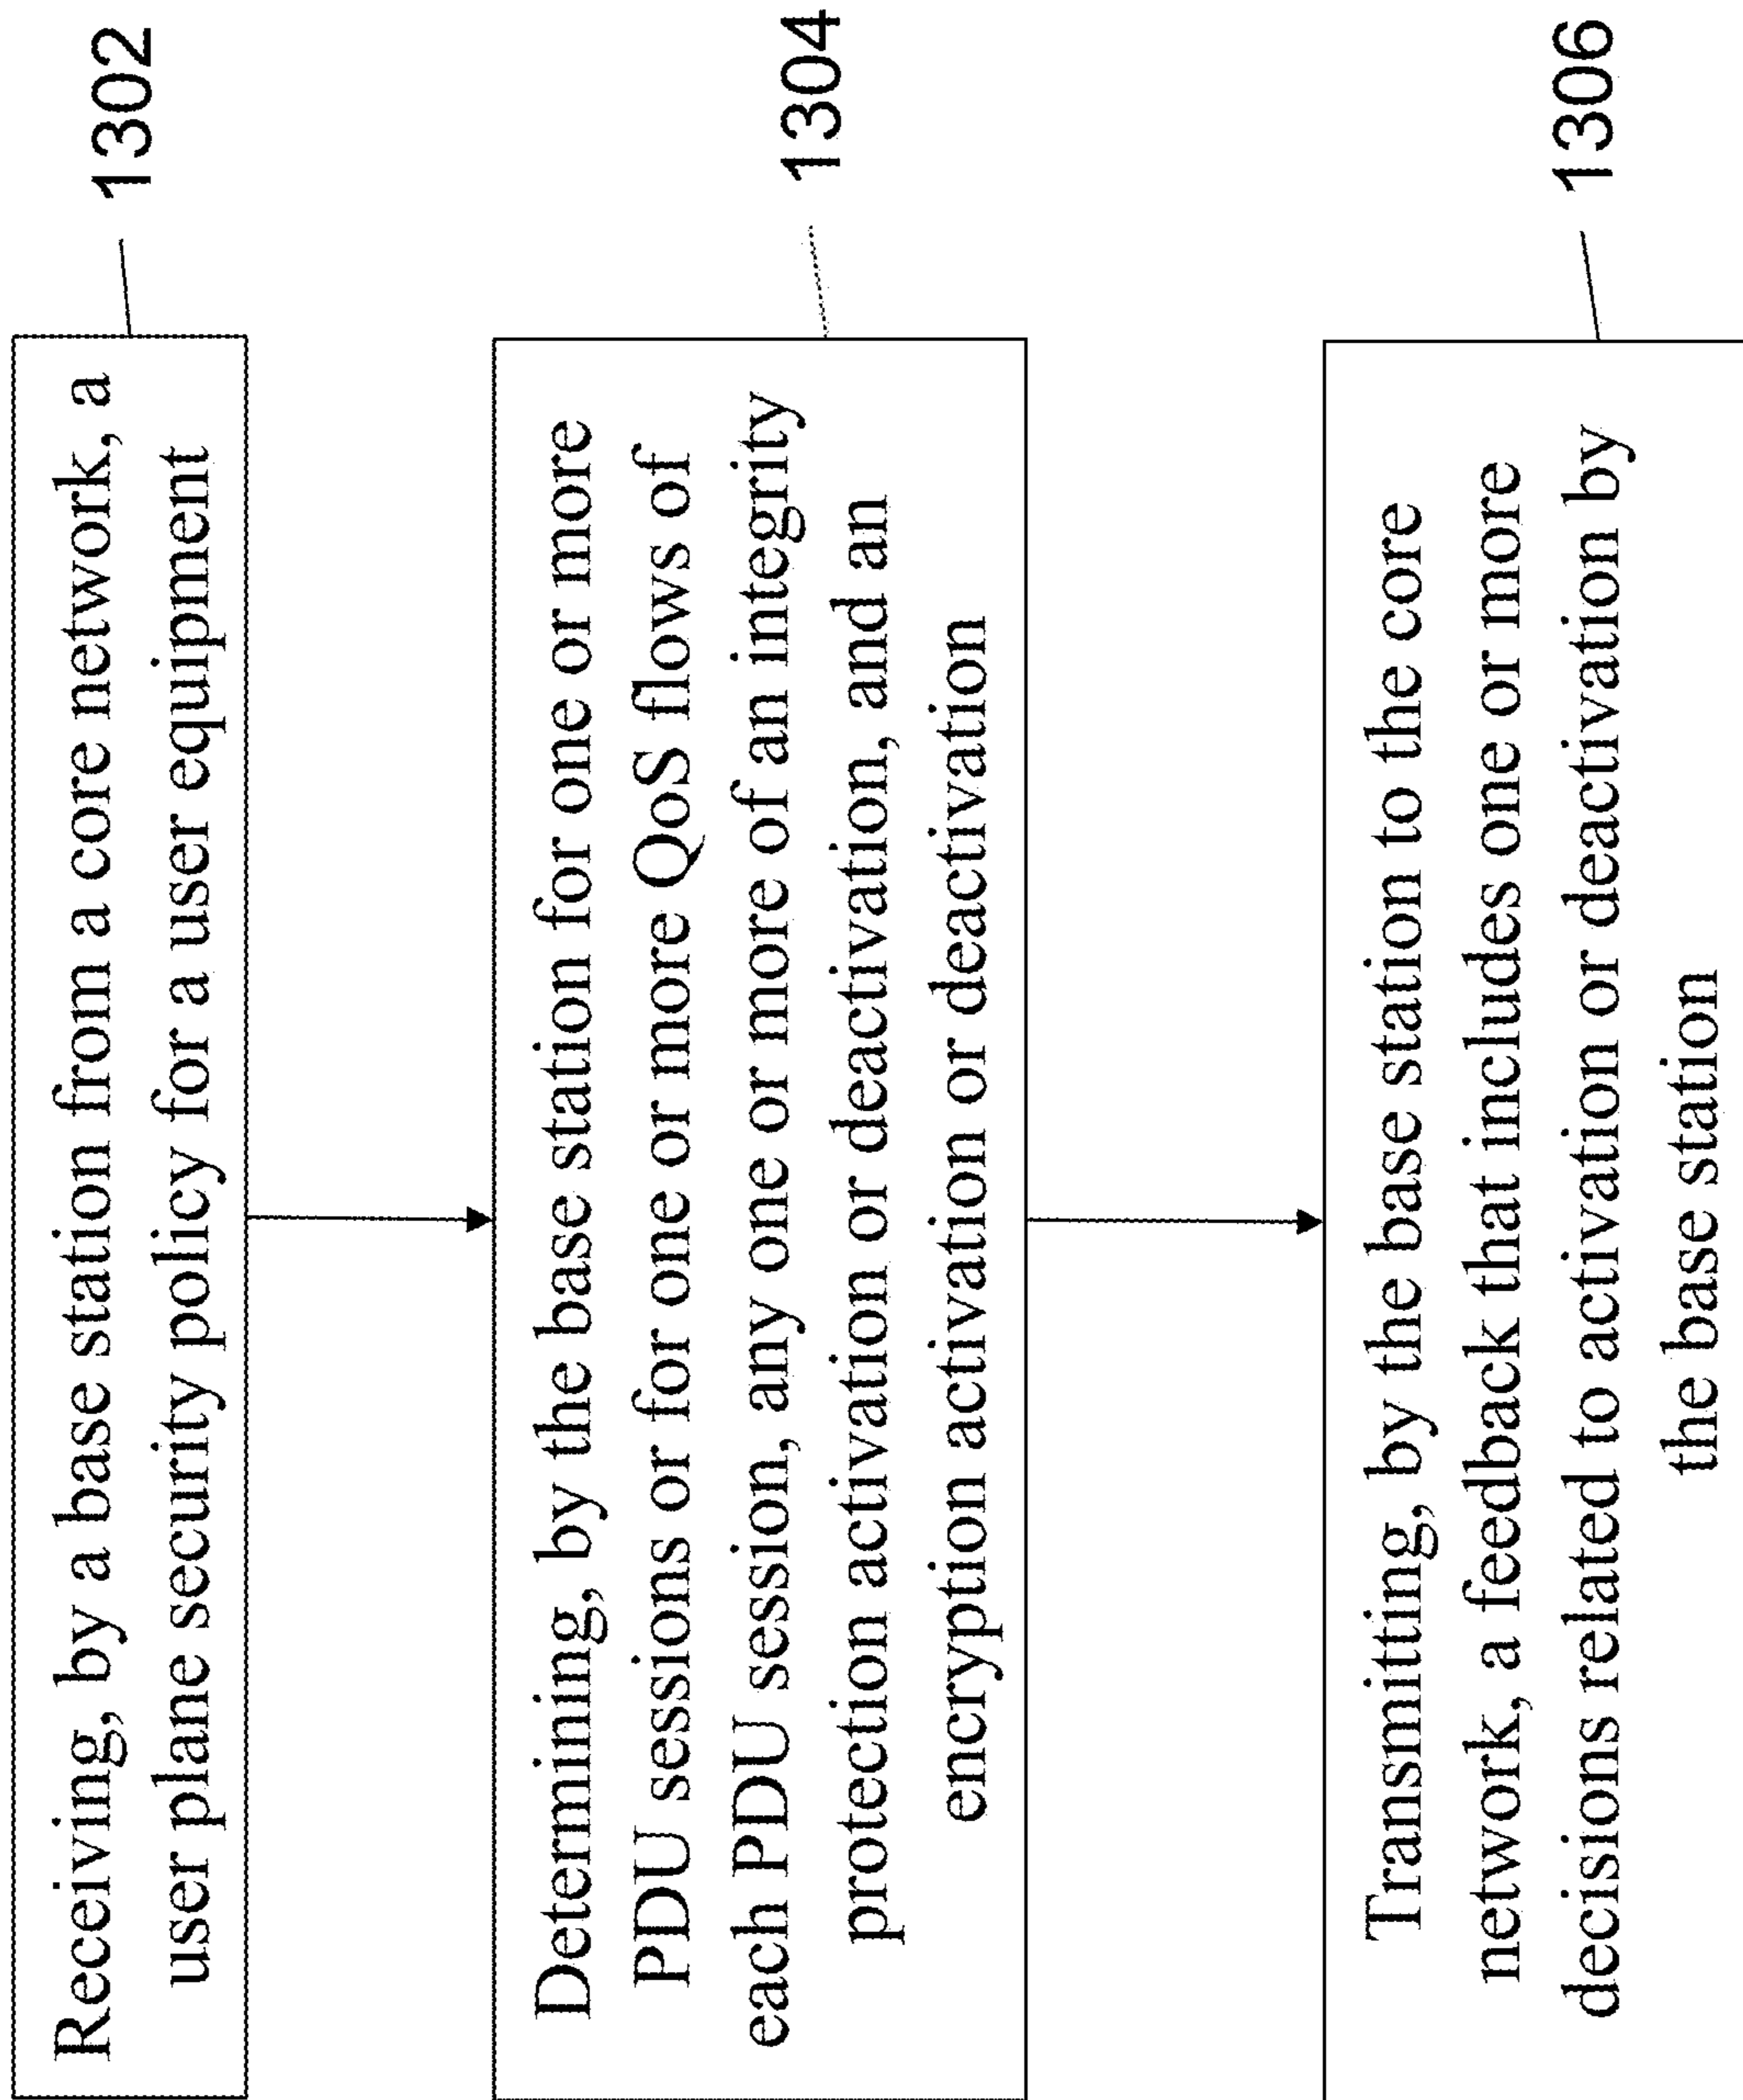 Receiving, by a base station from a core network, a
user plane security policy for a user equipment
1302
Determining, by the base station for one or more
PDU sessions or for one or more QoS flows of
each PDU session, any one or more of an integrity
protection activation or deactivation, and an
encryption activation or deactivation
1304
Transmitting, by the base station to the core
network, a feedback that includes one or more
decisions related to activation or deactivation by
the base station
1306